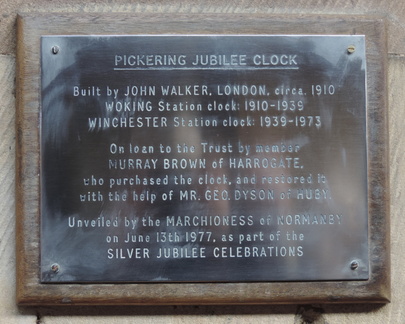 PICKERING JUBILEE CLOCK
Built by JOHN WALKER, LONDON, circa. 1910
WOKING Station clock: 1910-1939
WINCHESTER Station clock: 1939-1973
On loan to the Trust by member
MURRAY BROWN of HARROGATE,
who purchased the clock, and restored it
with the help of MR. GEO. DYSON of HUBY.
Unveiled by the MARCHIONESS of NORMANBY
on June 13th 1977, as part of the
SILVER JUBILEE CELEBRATIONS